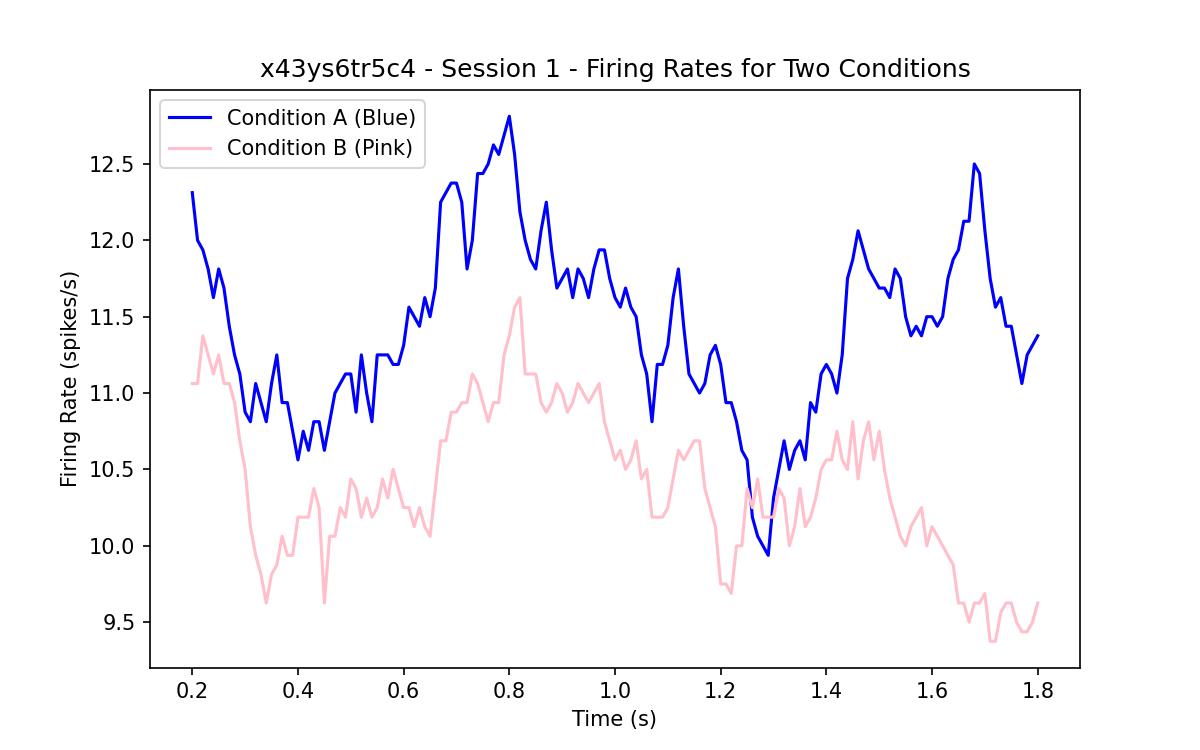 x43ys6tr5c4 - Session 1 - Firing Rates for Two Conditions
Condition A (Blue)
Condition B (Pink)
Firing Rate (spikes/s)
12.5
12.0
11.5
11.0
10.5
10.0
9.5
0.2 0.4 0.6 0.8 1.0 1.2 1.4 1.6 1.8
Time (s)